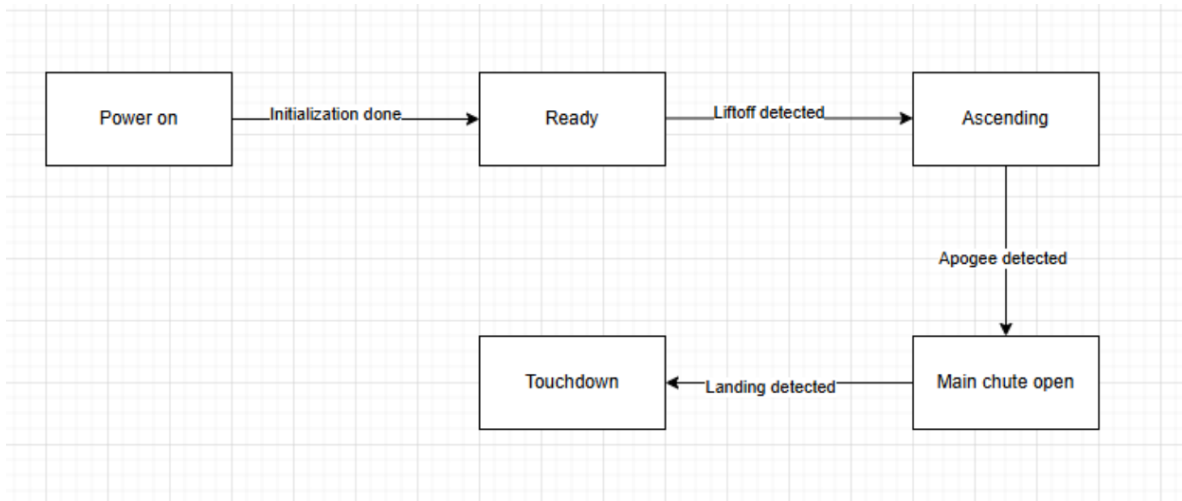 Power on
Initialization done
Ready
Liftoff detected
Ascending
Apogee detected
Main chute open
Landing detected
Touchdown